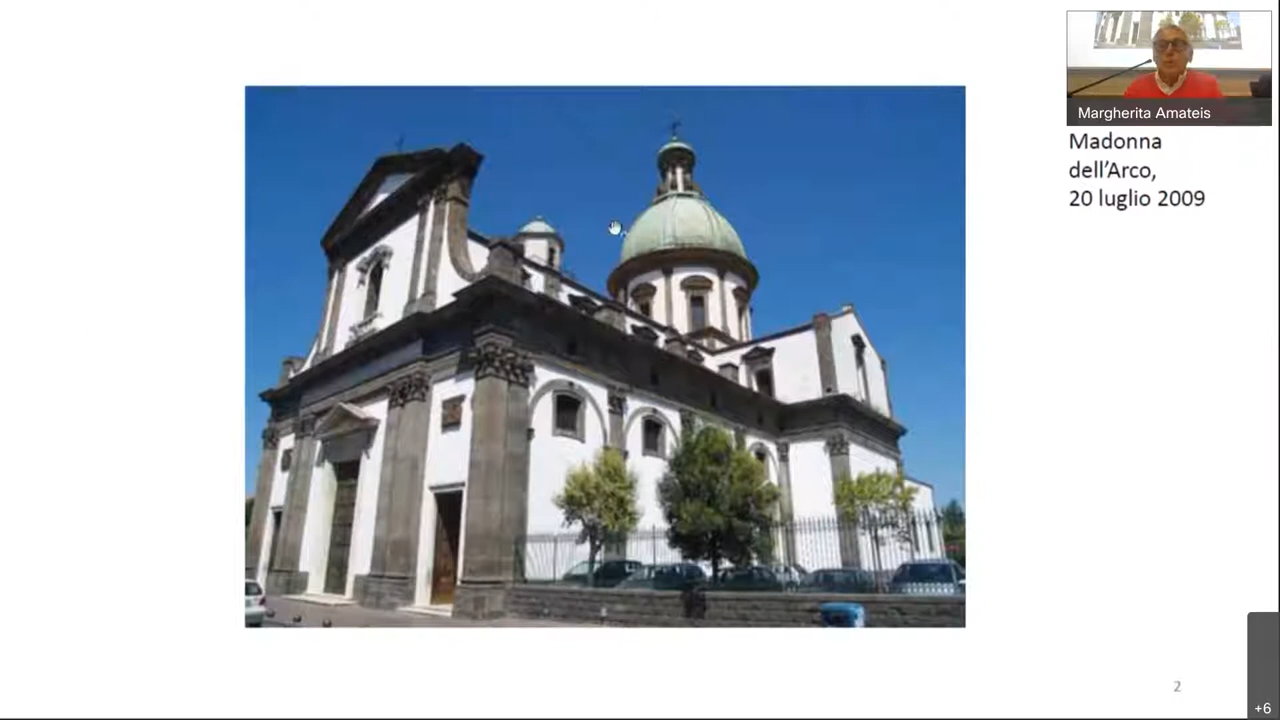 Margherita Amateis
Madonna
dell’Arco,
20 luglio 2009
2
+6